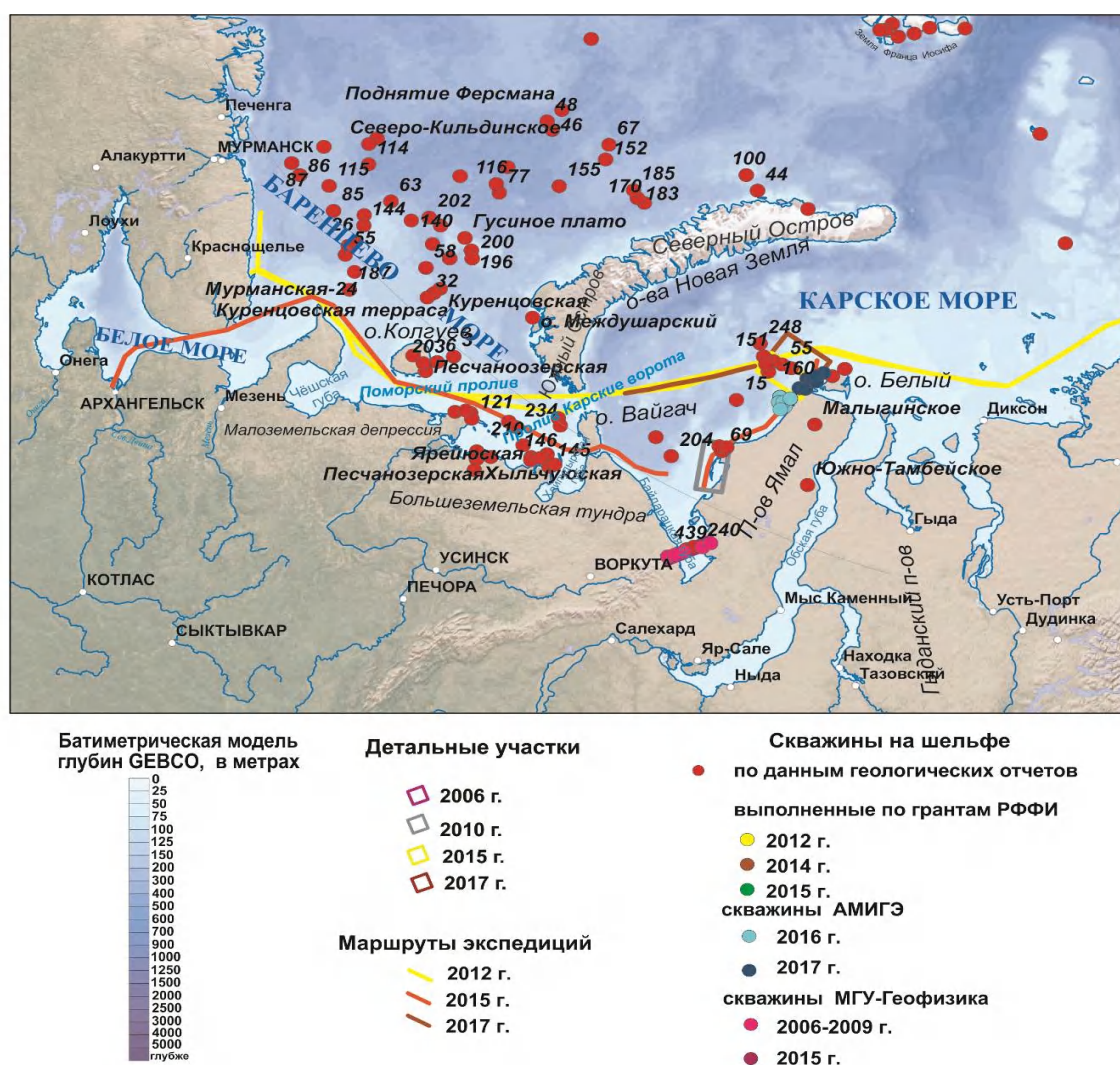 Земля Франца Иосифа
Печенга
Поднятие Ферсмана
48
Северо-Кильдинское
46
67
МУРМАНСК
114
152
Алакуртти
86
115
116
155
100
87
77
185
44
85
63
170
183
144
202
Лоухи
БАРЕНЦЕВО
МОРЕ
26
140
Гусиное плато
55
200
Северный Остров
Краснощелье
58
196
о-ва Новая Земля
187
32
Мурманская-24
Куренцовская
Южный Остров
КАРСКОЕ МОРЕ
Куренцовская терраса
о. Междушарский
БЕЛОЕ МОРЕ
о.Колгуев
248
151
55
2036
3
Онега
Песчаноозерская
160
о. Белый
15
Чёшская
губа
Поморский пролив
Пролив Карские ворота
АРХАНГЕЛЬСК
Мезень
121
о. Вайгач
Малыгинское
Диксон
Малоземельская депрессия
210
234
204
69
146
145
Ярейюская
Южно-Тамбейское
ПесчанозерскаяХыльчуюская
П-ов Ямал
Большеземельская тундра
Обская губа
Гыда
439
240
УСИНСК
ВОРКУТА
Гыданский п-ов
КОТЛАС
ПЕЧОРА
Мыс Каменный
Усть-Порт
СЫКТЫВКАР
Салехард
Дудинка
Яр-Сале
Находка
Ныда
Тазовский
Батиметрическая модель
глубин GEBCO, в метрах
0
25
50
75
100
125
150
200
300
400
500
600
700
900
1000
1250
1500
2000
2500
3000
4000
5000
глубже
Детальные участки
2006 г.
2010 г.
2015 г.
2017 г.
Маршруты экспедиций
2012 г.
2015 г.
2017 г.
Скважины на шельфе
по данным геологических отчетов
выполненные по грантам РФФИ
2012 г.
2014 г.
2015 г.
скважины АМИГЭ
2016 г.
2017 г.
скважины МГУ-Геофизика
2006-2009 г.
2015 г.